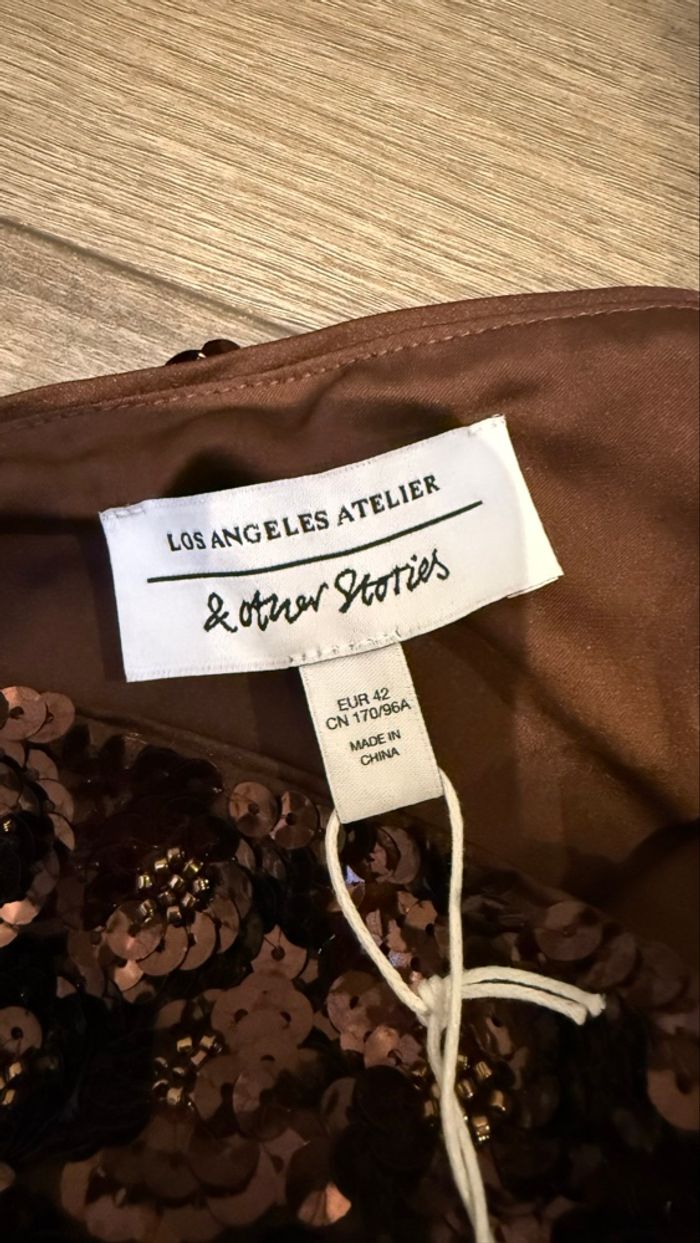 LOS ANGELES ATELIER
& other Stories
EUR 42
CN 170/96A
MADE IN
CHINA